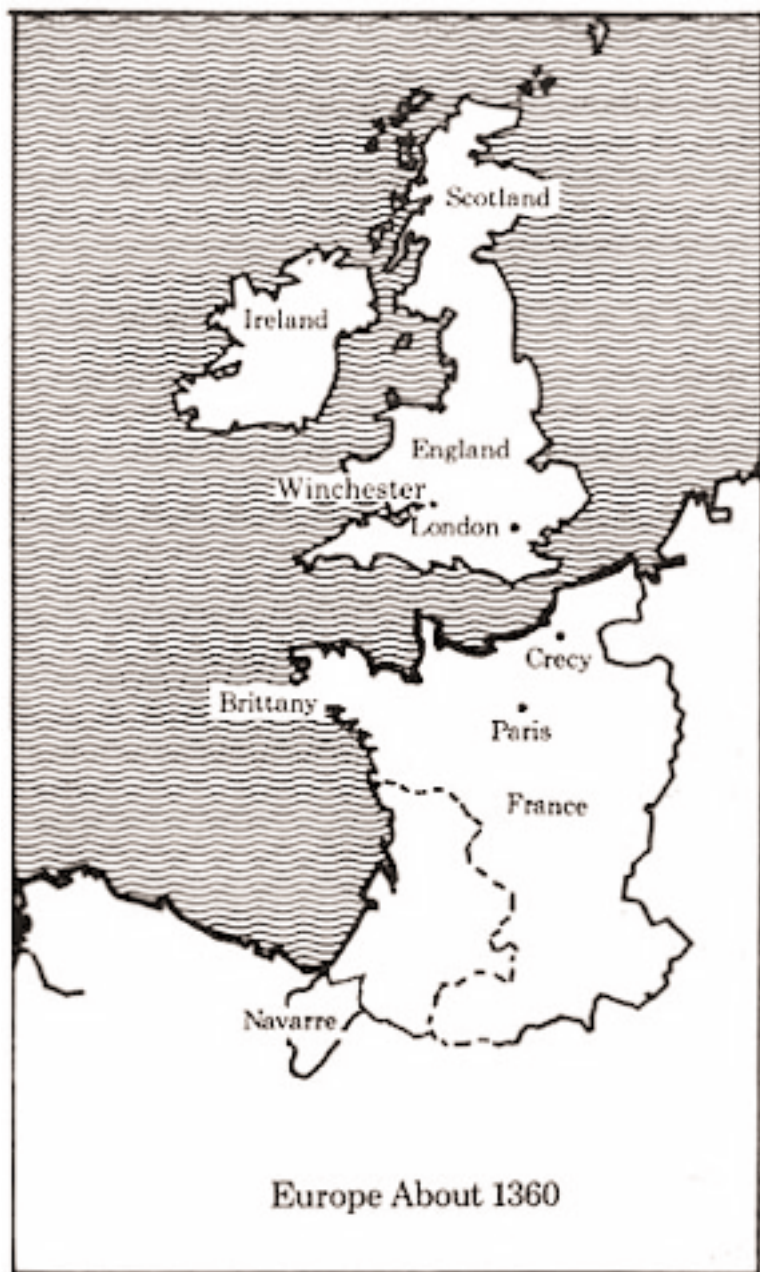 Scotland
Ireland
England
Winchester
London
Crecy
Brittany
Paris
France
Navarre
Europe About 1360